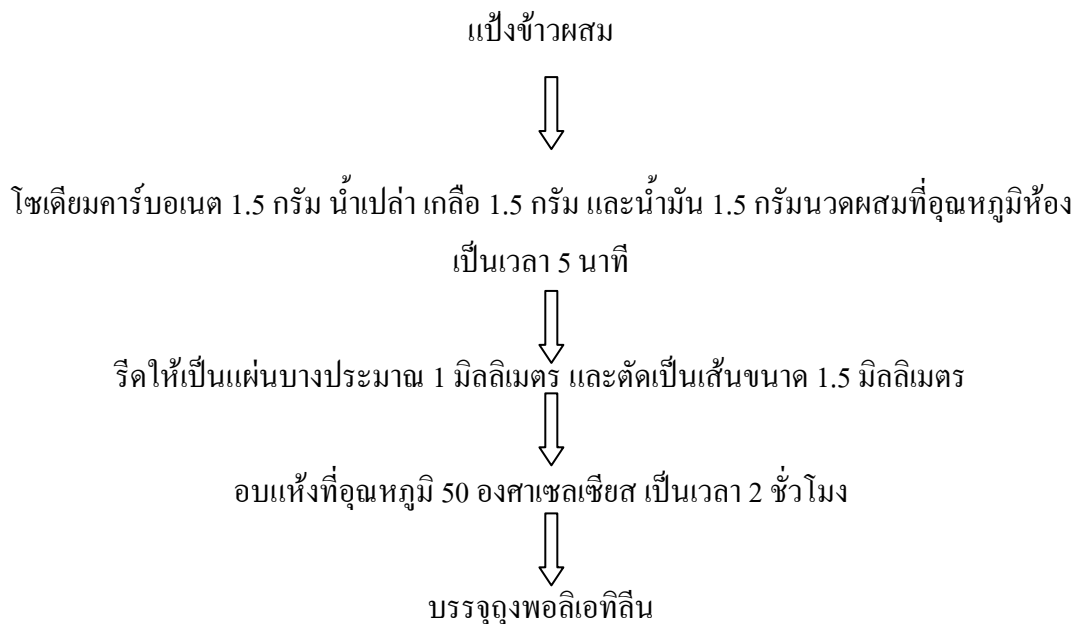 แป้งข้าวผสม
โซเดียมคาร์บอเนต 1.5 กรัม น้ำเปล่า เกลือ 1.5 กรัม และน้ำมัน 1.5 กรัมนวดผสมที่อุณหภูมิห้อง
เป็นเวลา 5 นาที
รีดให้เป็นแผ่นบางประมาณ 1 มิลลิเมตร และตัดเป็นเส้นขนาด 1.5 มิลลิเมตร
อบแห้งที่อุณหภูมิ 50 องศาเซลเซียส เป็นเวลา 2 ชั่วโมง
บรรจุถุงพอลิเอทิลีน